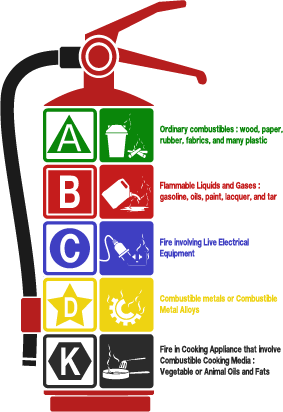 A
Ordinary combustibles : wood, paper,
rubber, fabrics, and many plastic
B
Flammable Liquids and Gases :
gasoline, oils, paint, lacquer, and tar
C
Fire involving Live Electrical
Equipment
D
Combustible metals or Combustible
Metal Alloys
K
Fire in Cooking Appliance that involve
Combustible Cooking Media :
Vegetable or Animal Oils and Fats